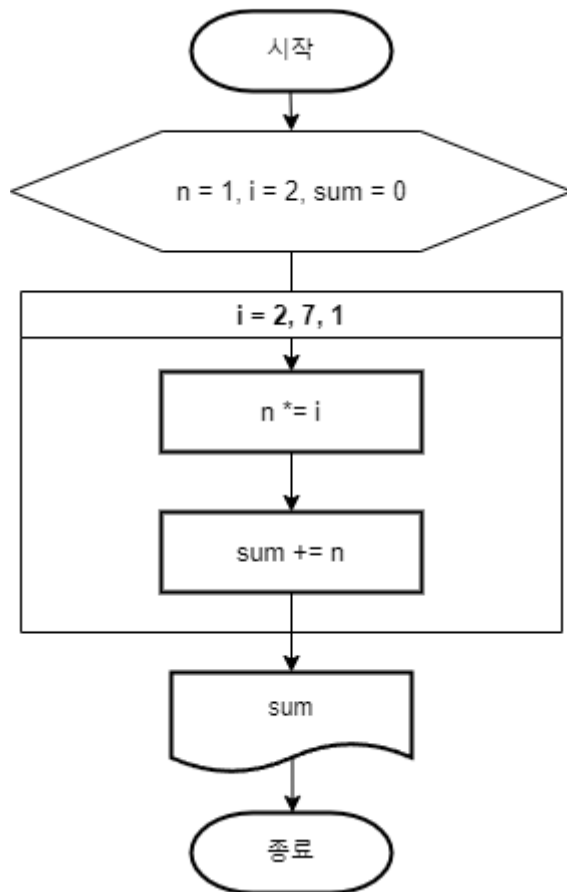 시작
n = 1, i = 2, sum = 0
i = 2, 7, 1
n *= i
sum += n
sum
종료